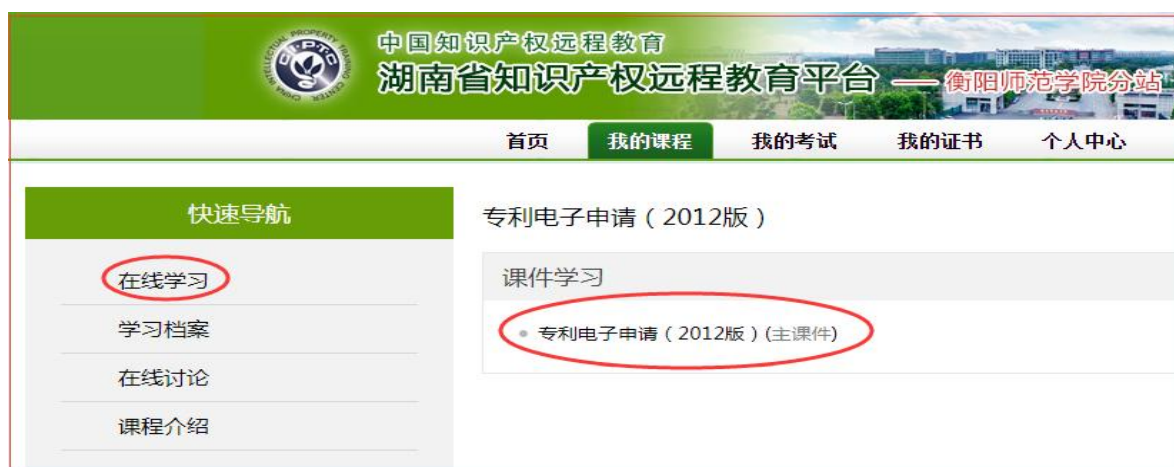 中国知识产权远程教育
湖南省知识产权远程教育平台 —— 衡阳师范学院分站
首页 我的课程 我的考试 我的证书 个人中心
快速导航
在线学习
学习档案
在线讨论
课程介绍
专利电子申请（2012版）
课件学习
专利电子申请（2012版）(主课件)